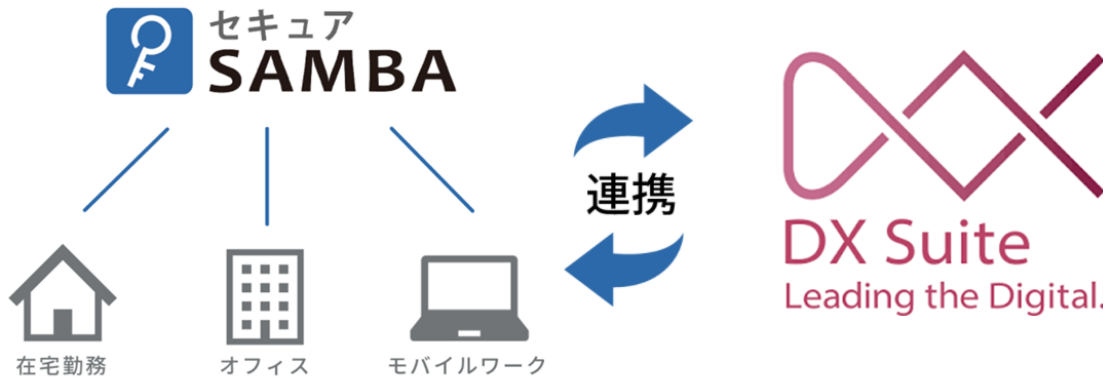 セキュア
SAMBA
連携
DX Suite
Leading the Digital.
在宅勤務
オフィス
モバイルワーク